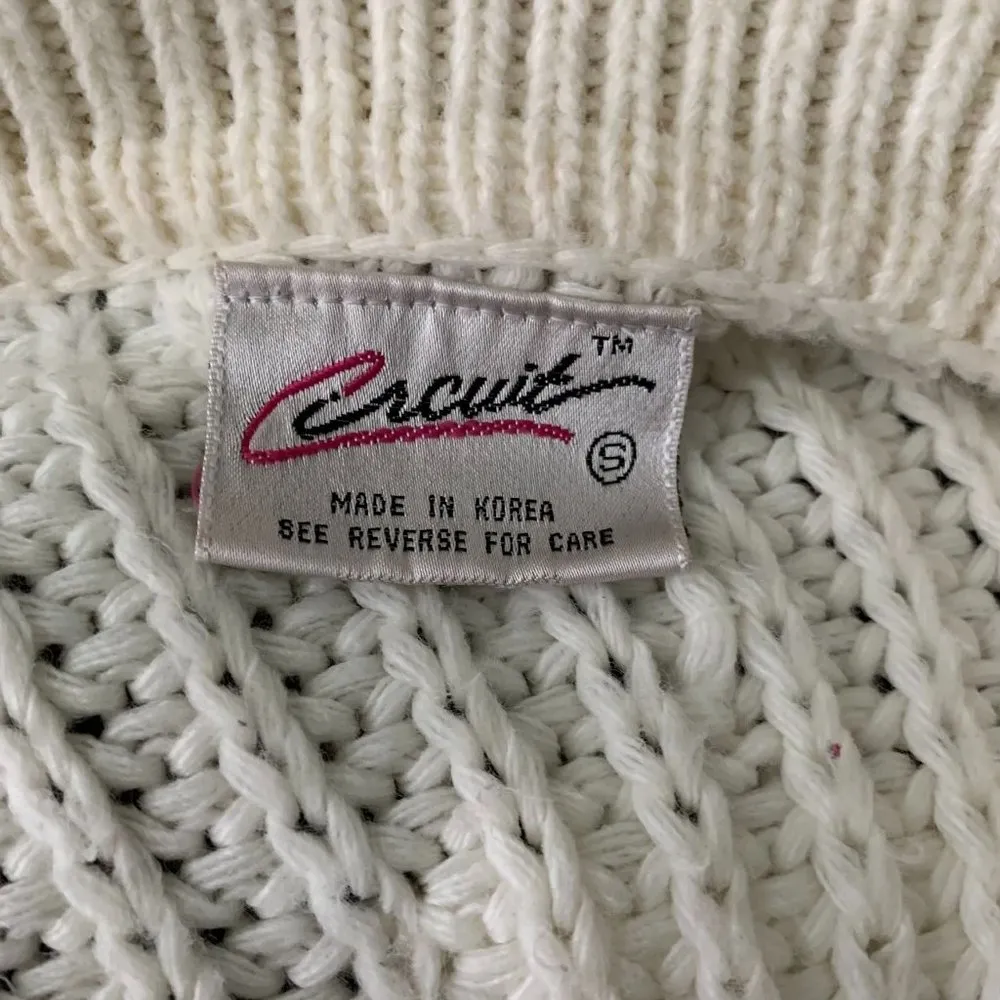 Circuit™
S
MADE IN KOREA
SEE REVERSE FOR CARE